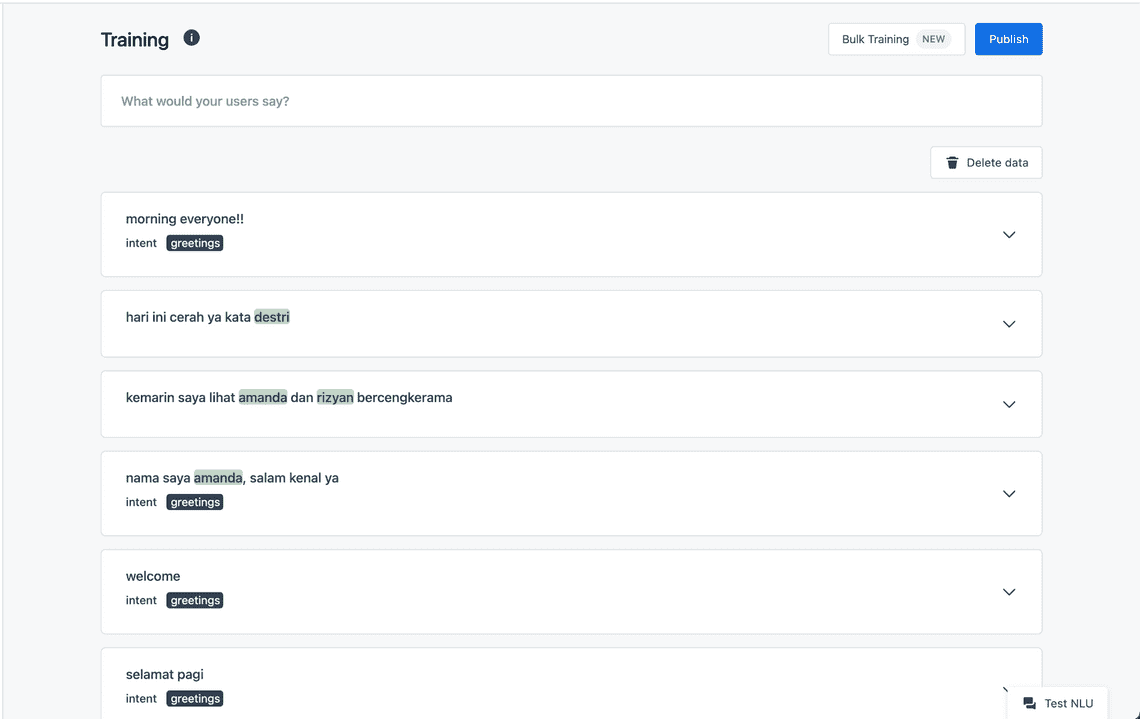 Training
Bulk Training NEW
Publish
What would your users say?
Delete data
morning everyone!!
intent greetings
hari ini cerah ya kata destri
kemarin saya lihat amanda dan rizyan bercengkerama
nama saya amanda, salam kenal ya
intent greetings
welcome
intent greetings
selamat pagi
intent greetings
Test NLU